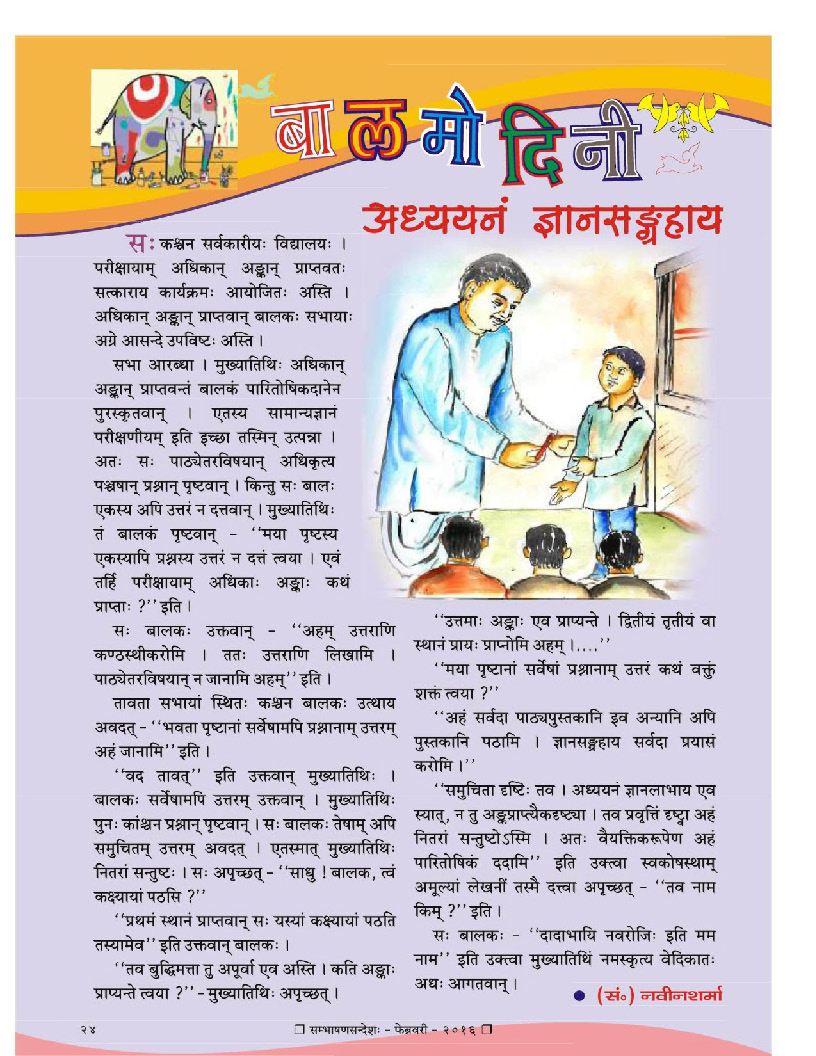 बालमोदिनी
अध्ययनं ज्ञानसङ्ग्रहाय
सः कश्चन सर्वकारीयः विद्यालयः ।
परीक्षायाम् अधिकान् अङ्कान् प्राप्तवतः
सत्काराय कार्यक्रमः आयोजितः अस्ति ।
अधिकान् अङ्कान् प्राप्तवान् बालकः सभायाः
अग्रे आसन्दे उपविष्टः अस्ति ।
सभा आरब्धा । मुख्यातिथिः अधिकान्
अङ्कान् प्राप्तवन्तं बालकं पारितोषिकदानेन
पुरस्कृतवान् । एतस्य सामान्यज्ञानं
परीक्षणीयम् इति इच्छा तस्मिन् उत्पन्ना ।
अतः सः पाठ्येतरविषयान् अधिकृत्य
पञ्चषान् प्रश्नान् पृष्टवान् । किन्तु सः बालः
एकस्य अपि उत्तरं न दत्तवान् । मुख्यातिथिः
तं बालकं पृष्टवान् - ‘‘मया पृष्टस्य
एकस्यापि प्रश्नस्य उत्तरं न दत्तं त्वया । एवं
तर्हि परीक्षायाम् अधिकाः अङ्काः कथं
प्राप्ताः ?’’ इति ।
सः बालकः उक्तवान् - ‘‘अहम् उत्तराणि
कण्ठस्थीकरोमि । ततः उत्तराणि लिखामि ।
पाठ्येतरविषयान् न जानामि अहम्’’ इति ।
तावता सभायां स्थितः कश्चन बालकः उत्थाय
अवदत् - ‘‘भवता पृष्टानां सर्वेषामपि प्रश्नानाम् उत्तरम्
अहं जानामि’’ इति ।
‘‘वद तावत्’’ इति उक्तवान् मुख्यातिथिः ।
बालकः सर्वेषामपि उत्तरम् उक्तवान् । मुख्यातिथिः
पुनः कांश्चन प्रश्नान् पृष्टवान् । सः बालकः तेषाम् अपि
समुचितम् उत्तरम् अवदत् । एतस्मात् मुख्यातिथिः
नितरां सन्तुष्टः । सः अपृच्छत् - ‘‘साधु ! बालक, त्वं
कक्ष्यायां पठसि ?’’
‘‘प्रथमं स्थानं प्राप्तवान् सः यस्यां कक्ष्यायां पठति
तस्यामेव’’ इति उक्तवान् बालकः ।
‘‘तव बुद्धिमत्ता तु अपूर्वा एव अस्ति । कति अङ्काः
प्राप्यन्ते त्वया ?’’ - मुख्यातिथिः अपृच्छत् ।
‘‘उत्तमाः अङ्काः एव प्राप्यन्ते । द्वितीयं तृतीयं वा
स्थानं प्रायः प्राप्नोमि अहम् ।....’’
‘‘मया पृष्टानां सर्वेषां प्रश्नानाम् उत्तरं कथं वक्तुं
शक्तं त्वया ?’’
‘‘अहं सर्वदा पाठ्यपुस्तकानि इव अन्यानि अपि
पुस्तकानि पठामि । ज्ञानसङ्ग्रहाय सर्वदा प्रयासं
करोमि ।’’
‘‘समुचिता दृष्टिः तव । अध्ययनं ज्ञानलाभाय एव
स्यात्, न तु अङ्कप्राप्त्यैकदृष्ट्या । तव प्रवृत्तिं दृष्ट्वा अहं
नितरां सन्तुष्टोऽस्मि । अतः वैयक्तिकरूपेण अहं
पारितोषिकं ददामि’’ इति उक्त्वा स्वकोषस्थाम्
अमूल्यां लेखनीं तस्मै दत्त्वा अपृच्छत् - ‘‘तव नाम
किम् ?’’ इति ।
सः बालकः - ‘‘दादाभायि नवरोजिः इति मम
नाम’’ इति उक्त्वा मुख्यातिथिं नमस्कृत्य वेदिकातः
अधः आगतवान् ।
● (सं॰) नवीनशर्मा
२४ ❐ सम्भाषणसन्देशः - फेब्रवरी - २०१६ ❐